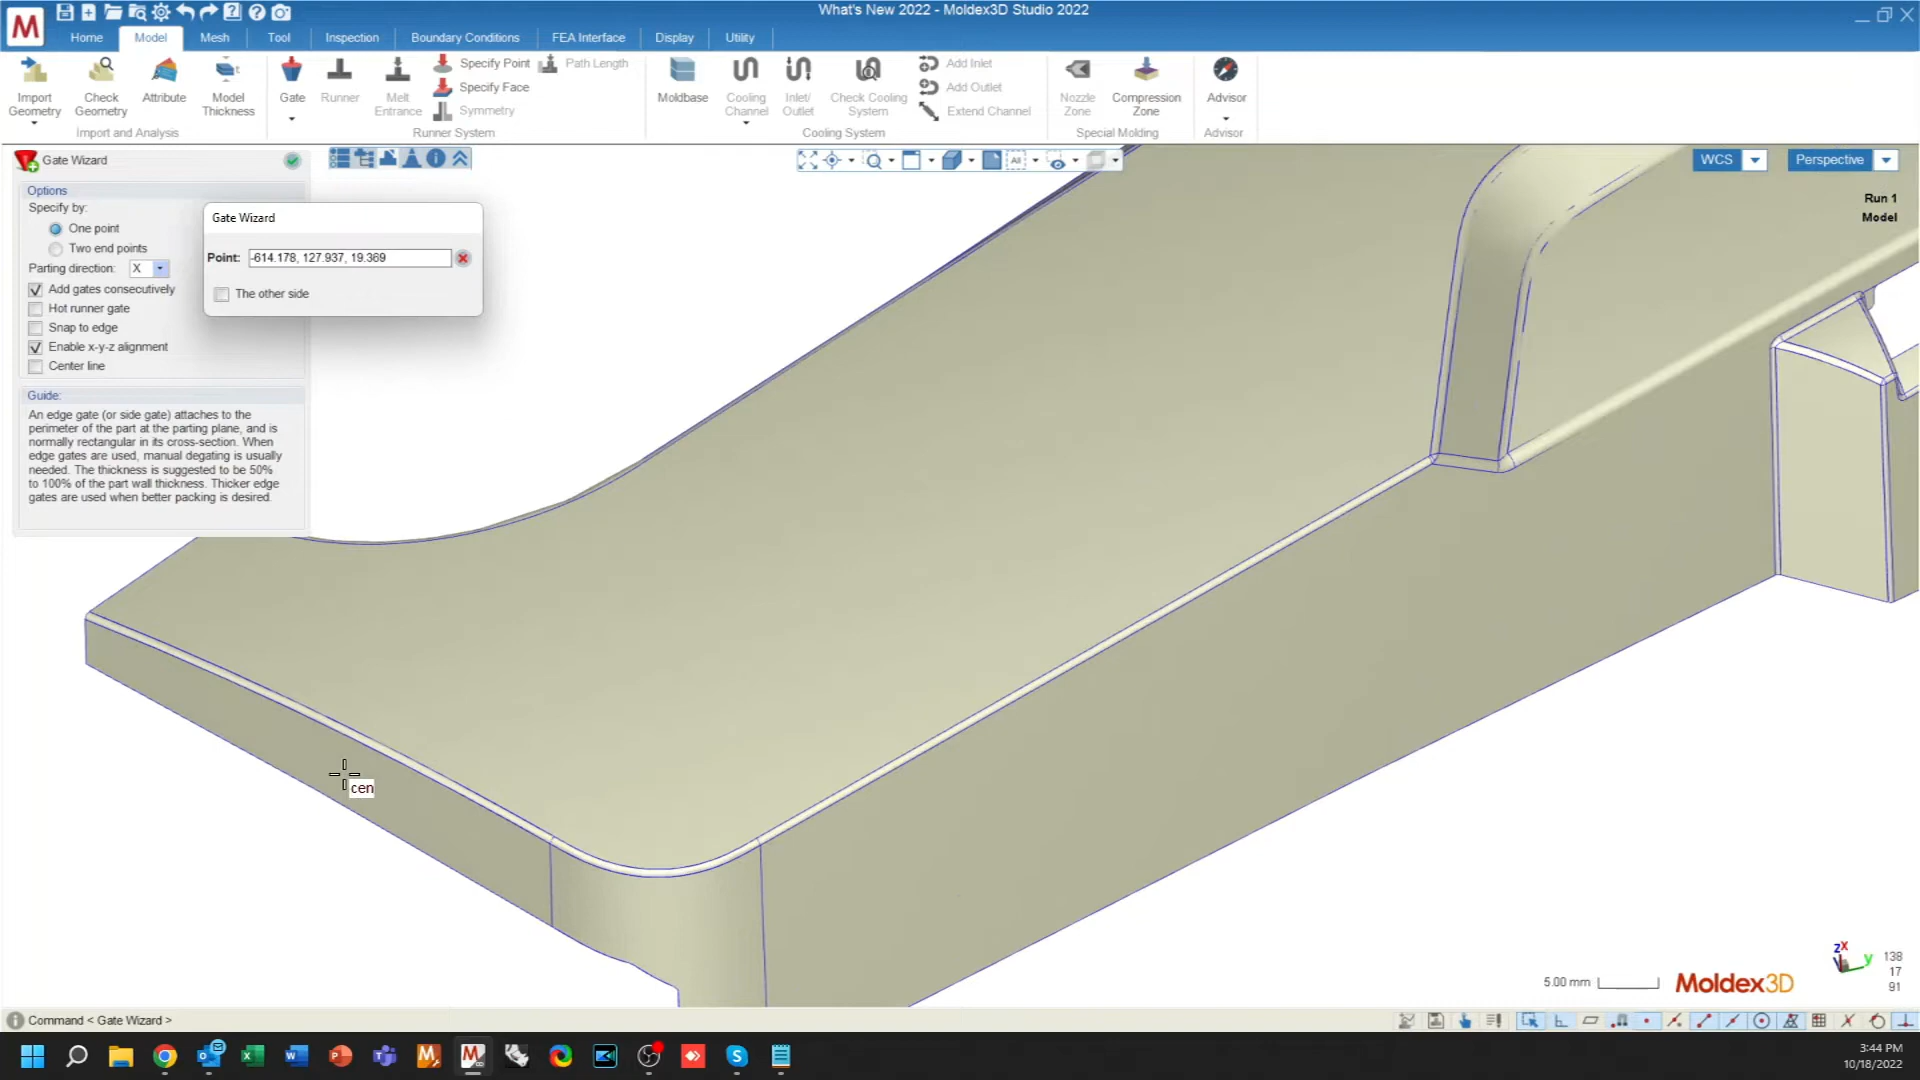 What's New 2022 - Moldex3D Studio 2022
Home
Model
Mesh
Tool
Inspection
Boundary Conditions
FEA Interface
Display
Utility
Import Geometry
Check Geometry
Attribute
Model Thickness
Import and Analysis
Gate
Runner
Melt Entrance
Specify Point
Specify Face
Symmetry
Path Length
Runner System
Moldbase
Cooling Channel
Inlet/ Outlet
Check Cooling System
Add Inlet
Add Outlet
Extend Channel
Cooling System
Nozzle Zone
Compression Zone
Special Molding
Advisor
Advisor
Gate Wizard
Options
Specify by:
One point
Two end points
Parting direction: X
Add gates consecutively
Hot runner gate
Snap to edge
Enable x-y-z alignment
Center line
Guide:
An edge gate (or side gate) attaches to the
perimeter of the part at the parting plane, and is
normally rectangular in its cross-section. When
edge gates are used, manual degating is usually
needed. The thickness is suggested to be 50%
to 100% of the part wall thickness. Thicker edge
gates are used when better packing is desired.
Gate Wizard
Point: -614.178, 127.937, 19.369
The other side
All
WCS
Perspective
Run 1
Model
cen
z x y
138
17
91
5.00 mm
Moldex3D
Command < Gate Wizard >
3:44 PM
10/18/2022